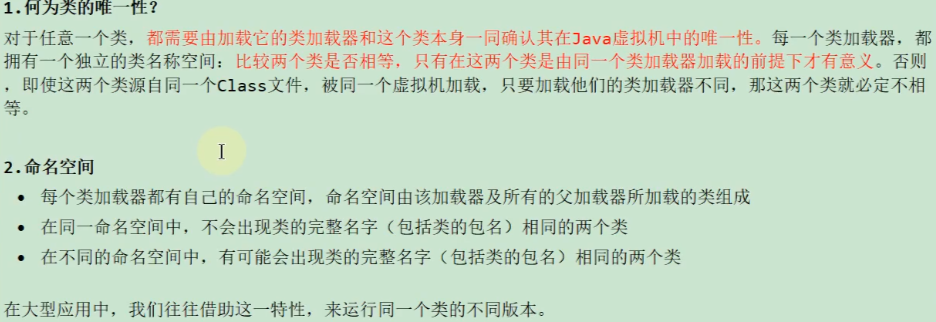 1.何为类的唯一性？
对于任意一个类，都需要由加载它的类加载器和这个类本身一同确认其在Java虚拟机中的唯一性。每一个类加载器，都
拥有一个独立的类名称空间：比较两个类是否相等，只有在这两个类是由同一个类加载器加载的前提下才有意义。否则
，即使这两个类源自同一个Class文件，被同一个虚拟机加载，只要加载他们的类加载器不同，那这两个类就必定不相
等。
2.命名空间
• 每个类加载器都有自己的命名空间，命名空间由该加载器及所有的父加载器所加载的类组成
• 在同一命名空间中，不会出现类的完整名字（包括类的包名）相同的两个类
• 在不同的命名空间中，有可能会出现类的完整名字（包括类的包名）相同的两个类
在大型应用中，我们往往借助这一特性，来运行同一个类的不同版本。